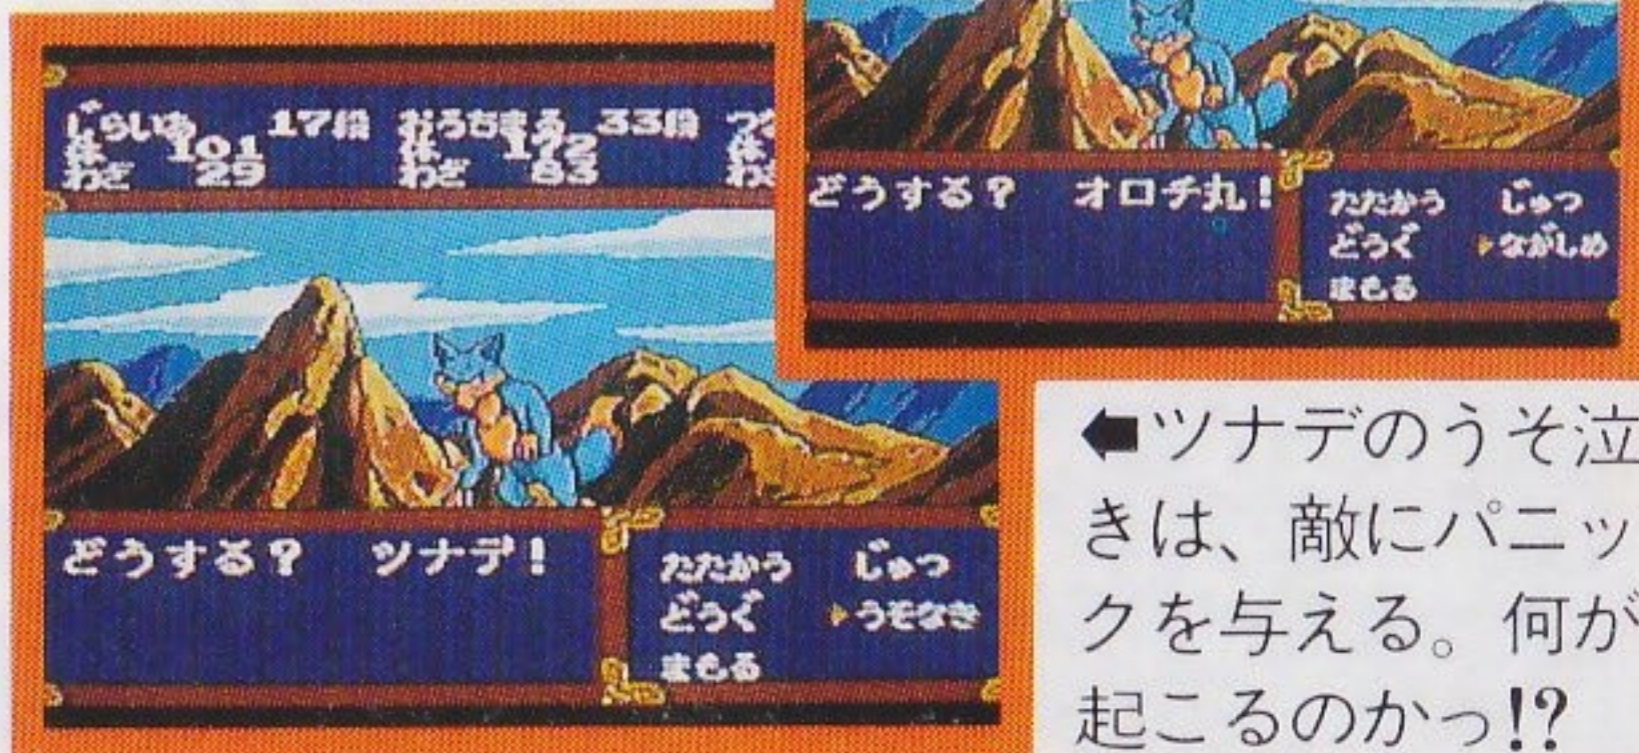 じらいあ 17段 おろちまる 33段 つ
体 101 体 172 体
わざ 29 わざ 83 わざ
どうする? ツナデ!
たたかう じゅつ
どうぐ ▶うそなき
まもる
どうする? オロチ丸!
たたかう じゅつ
どうぐ ▶ながしめ
まもる
←ツナデのうそ泣
きは、敵にパニッ
クを与える。何が
起こるのかっ!?